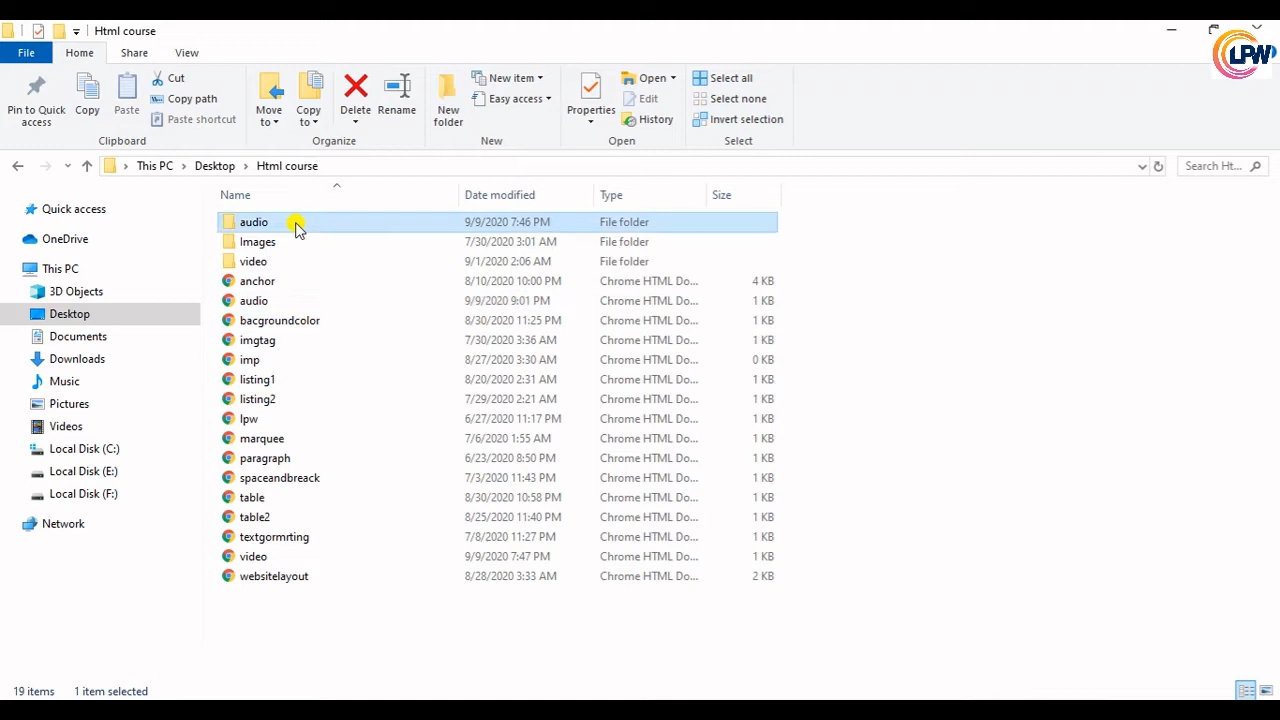 Html course
LPW
File Home Share View
Pin to Quick access
Copy
Paste
Cut
Copy path
Paste shortcut
Clipboard
Move to
Copy to
Delete
Rename
Organize
New folder
New item
Easy access
New
Properties
Open
Edit
History
Open
Select all
Select none
Invert selection
Select
This PC > Desktop > Html course
Search Ht...
Name Date modified Type Size
Quick access
OneDrive
This PC
3D Objects
Desktop
Documents
Downloads
Music
Pictures
Videos
Local Disk (C:)
Local Disk (E:)
Local Disk (F:)
Network
audio 9/9/2020 7:46 PM File folder
Images 7/30/2020 3:01 AM File folder
video 9/1/2020 2:06 AM File folder
anchor 8/10/2020 10:00 PM Chrome HTML Do... 4 KB
audio 9/9/2020 9:01 PM Chrome HTML Do... 1 KB
bacgroundcolor 8/30/2020 11:25 PM Chrome HTML Do... 1 KB
imgtag 7/30/2020 3:36 AM Chrome HTML Do... 1 KB
imp 8/27/2020 3:30 AM Chrome HTML Do... 0 KB
listing1 8/20/2020 2:31 AM Chrome HTML Do... 1 KB
listing2 7/29/2020 2:21 AM Chrome HTML Do... 1 KB
lpw 6/27/2020 11:17 PM Chrome HTML Do... 1 KB
marquee 7/6/2020 1:55 AM Chrome HTML Do... 1 KB
paragraph 6/23/2020 8:50 PM Chrome HTML Do... 1 KB
spaceandbreack 7/3/2020 11:43 PM Chrome HTML Do... 1 KB
table 8/30/2020 10:58 PM Chrome HTML Do... 1 KB
table2 8/25/2020 11:40 PM Chrome HTML Do... 1 KB
textgormrting 7/8/2020 11:27 PM Chrome HTML Do... 1 KB
video 9/9/2020 7:47 PM Chrome HTML Do... 1 KB
websitelayout 8/28/2020 3:33 AM Chrome HTML Do... 2 KB
19 items 1 item selected